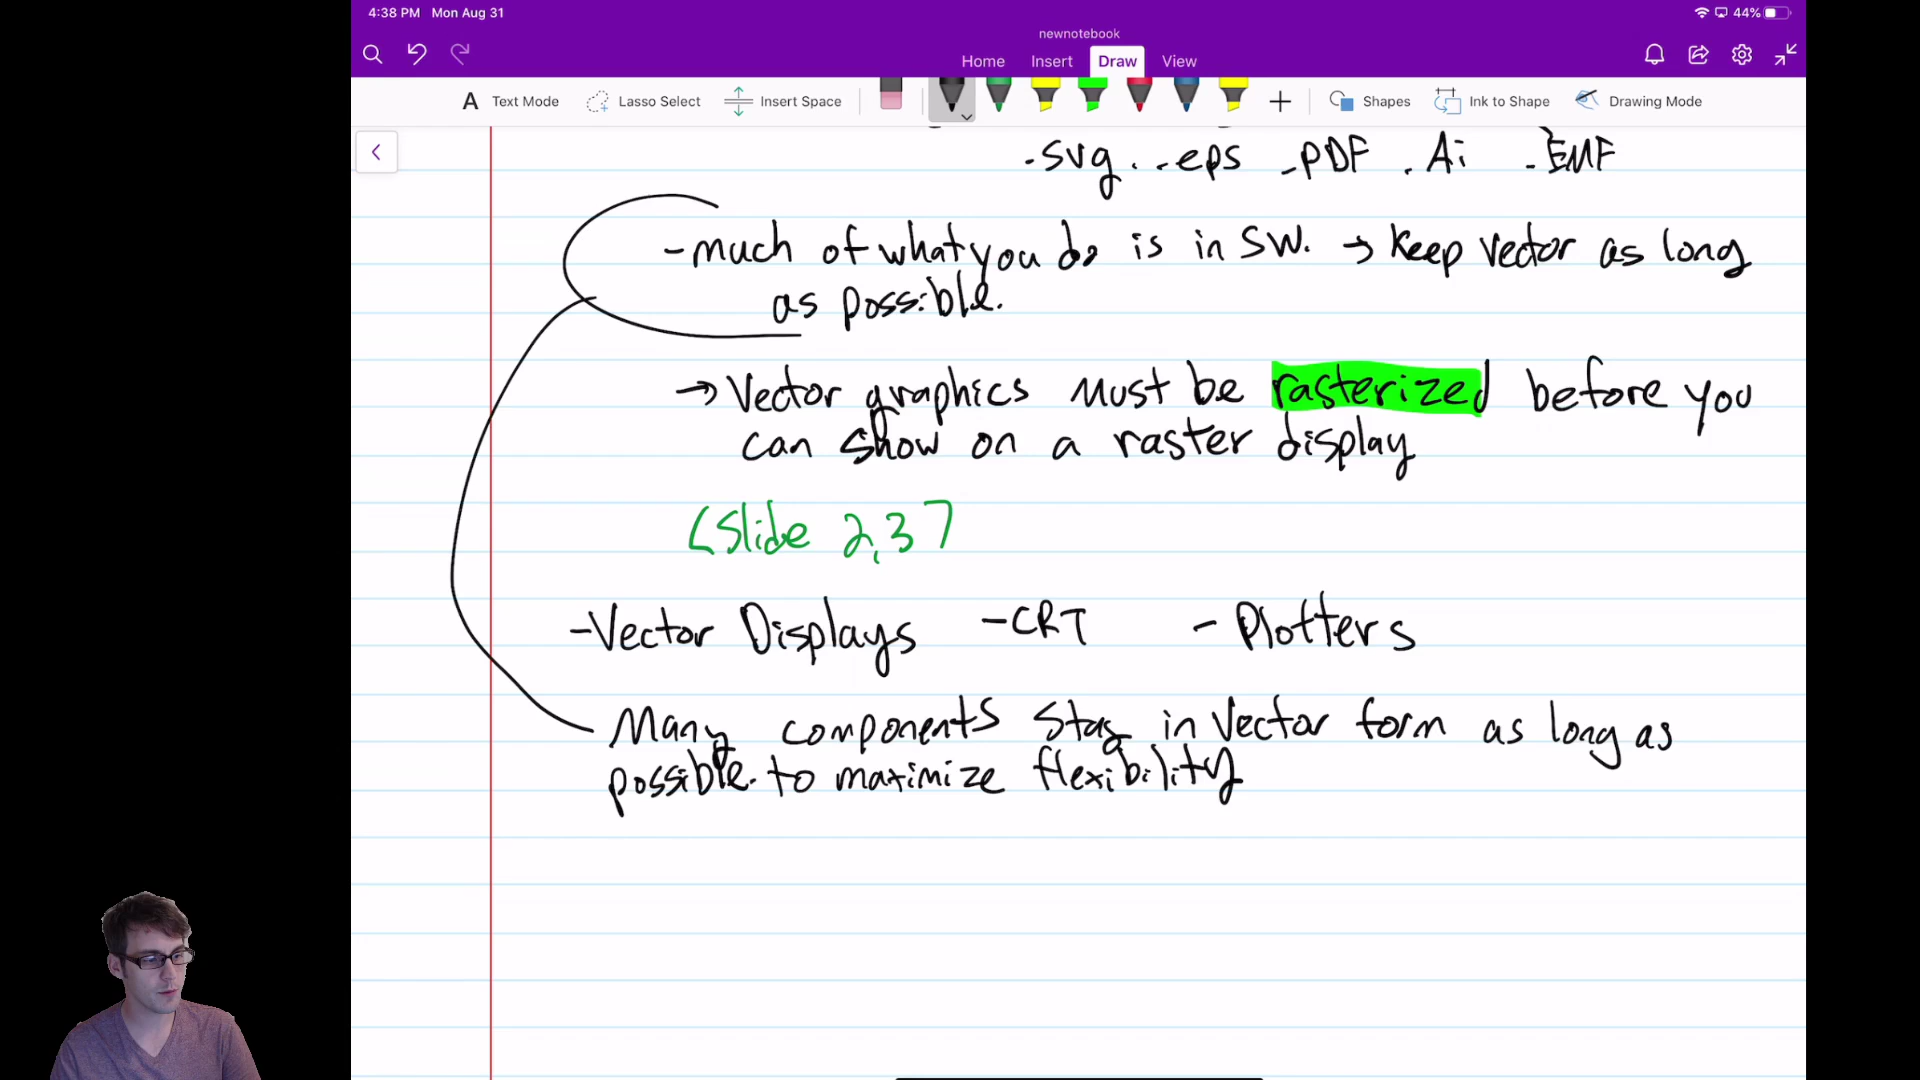 4:38 PM Mon Aug 31
44%
newnotebook
Home Insert Draw View
Text Mode Lasso Select Insert Space Shapes Ink to Shape Drawing Mode
.svg. .eps .PDF .Ai .EMF
- much of what you do is in SW. → Keep vector as long
as possible.
→ Vector graphics must be rasterized before you
can show on a raster display
(Slide 2,3)
- Vector Displays - CRT - Plotters
Many components stay in vector form as long as
possible. to maximize flexibility